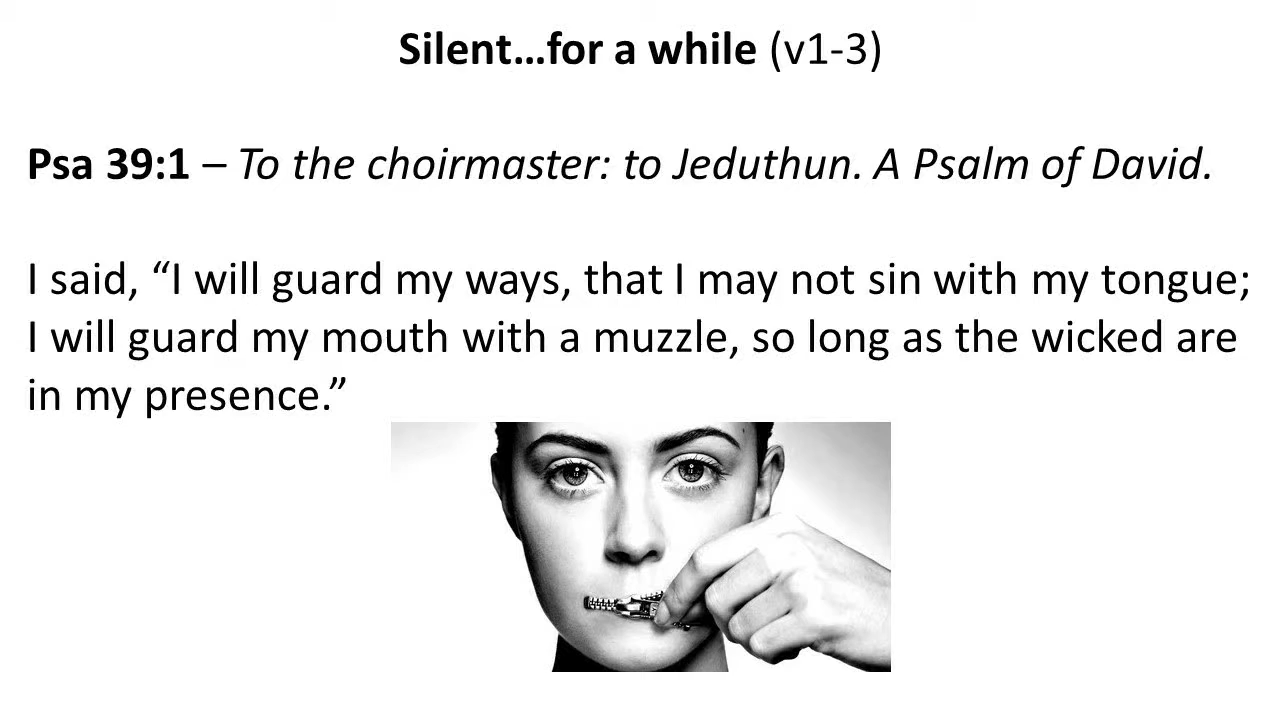 Silent…for a while (v1-3)
Psa 39:1 – To the choirmaster: to Jeduthun. A Psalm of David.
I said, “I will guard my ways, that I may not sin with my tongue;
I will guard my mouth with a muzzle, so long as the wicked are
in my presence.”